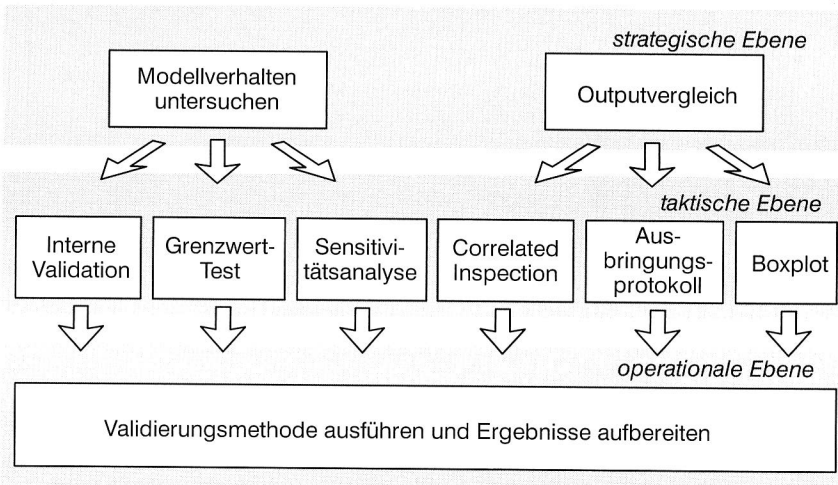 strategische Ebene
Modellverhalten
untersuchen
Outputvergleich
taktische Ebene
Interne
Validation
Grenzwert-
Test
Sensitivi-
tätsanalyse
Correlated
Inspection
Aus-
bringungs-
protokoll
Boxplot
operationale Ebene
Validierungsmethode ausführen und Ergebnisse aufbereiten